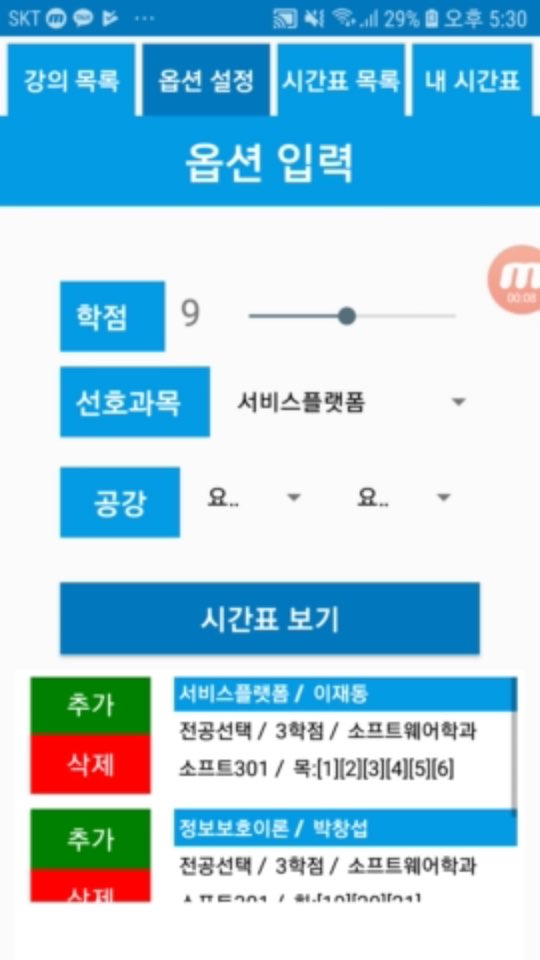 SKT ... 29% 오후 5:30
강의 목록 옵션 설정 시간표 목록 내 시간표
옵션 입력
00:08
학점 9
선호과목 서비스플랫폼
공강 요.. 요..
시간표 보기
추가 서비스플랫폼 / 이재동
전공선택 / 3학점 / 소프트웨어학과
삭제 소프트301 / 목:[1][2][3][4][5][6]
추가 정보보호이론 / 박창섭
전공선택 / 3학점 / 소프트웨어학과
삭제